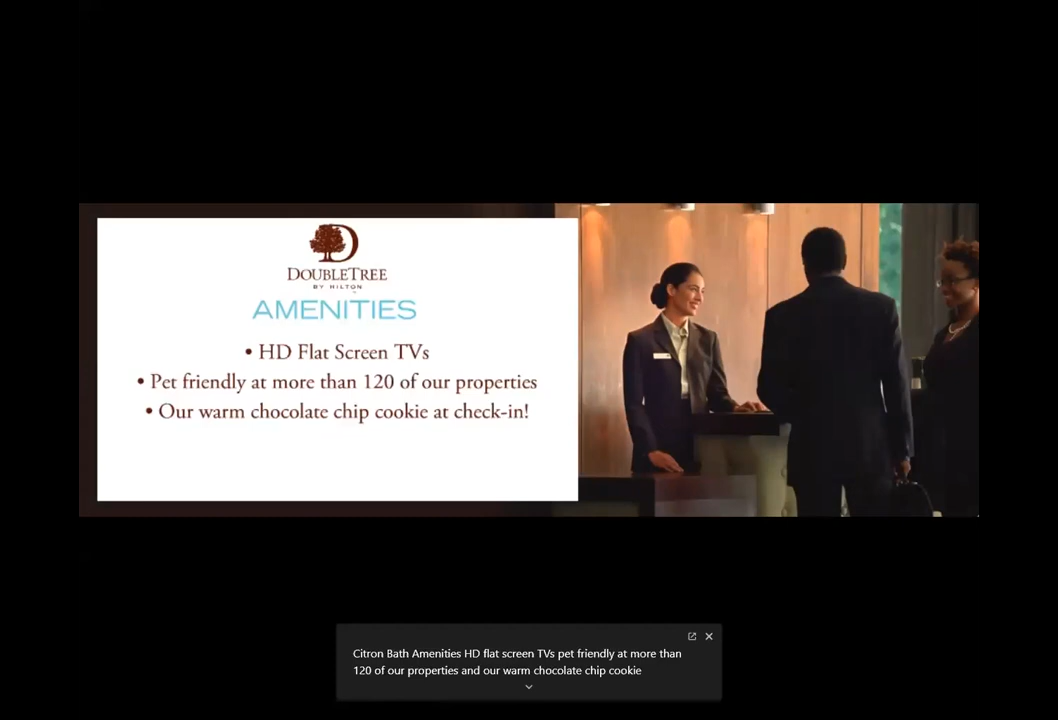 D
DOUBLETREE
BY HILTON
AMENITIES
• HD Flat Screen TVs
• Pet friendly at more than 120 of our properties
• Our warm chocolate chip cookie at check-in!
Citron Bath Amenities HD flat screen TVs pet friendly at more than
120 of our properties and our warm chocolate chip cookie